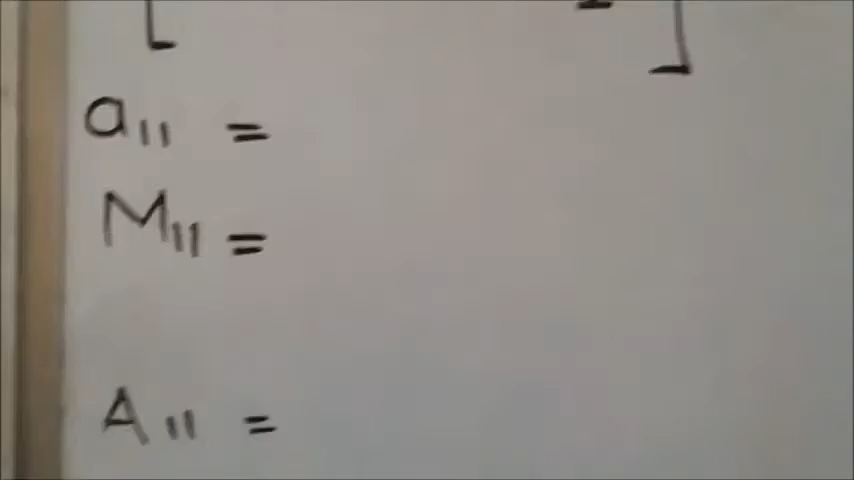 [ ]
a₁₁ =
M₁₁ =
A₁₁ =